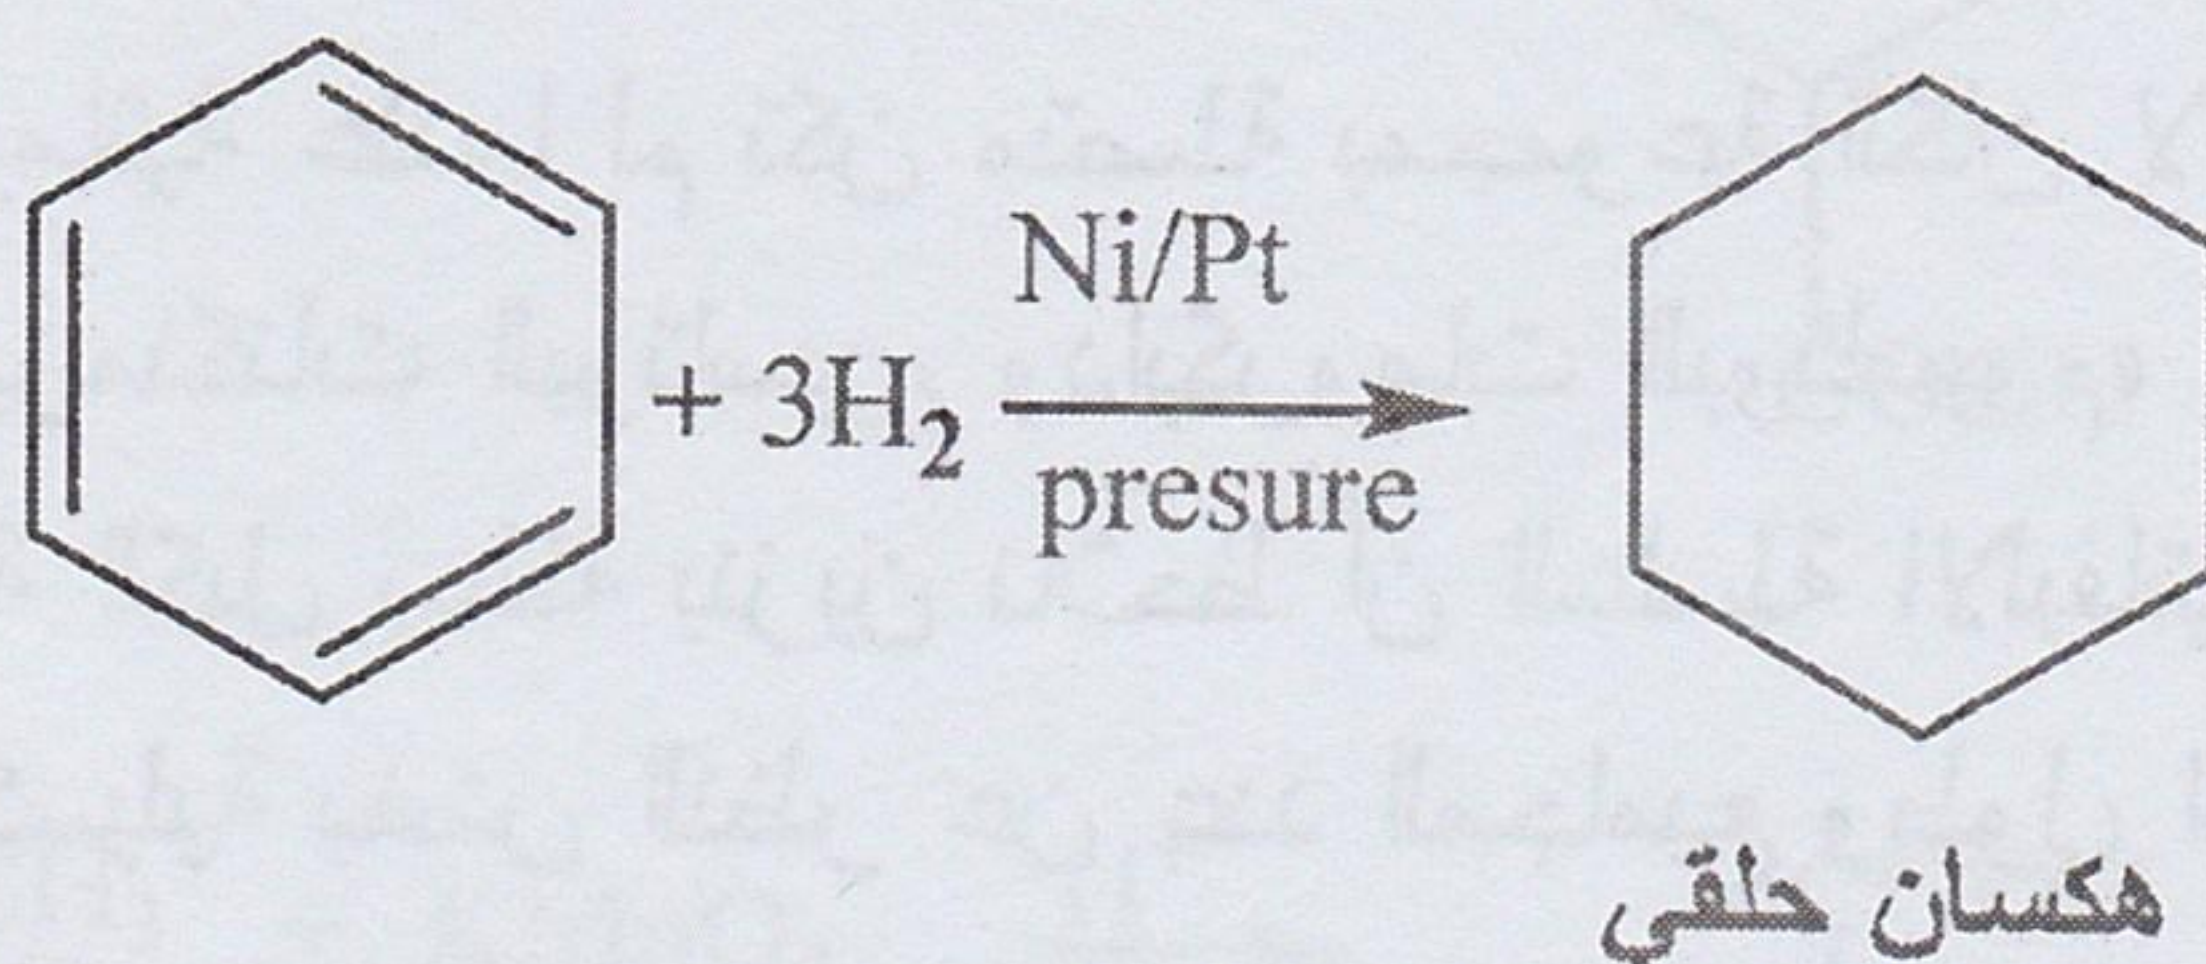 Ni/Pt
+ 3H₂
presure
هكسان حلقي